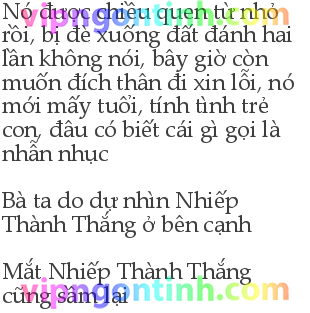 Nó được chiều quen từ nhỏ
rồi, bị đè xuống đất đánh hai
lần không nói, bây giờ còn
muốn đích thân đi xin lỗi, nó
mới mấy tuổi, tính tình trẻ
con, đâu có biết cái gì gọi là
nhẫn nhục
Bà ta do dự nhìn Nhiếp
Thành Thắng ở bên cạnh
Mắt Nhiếp Thành Thắng
cũng sầm lại
vipngontinh.com
vipngontinh.com